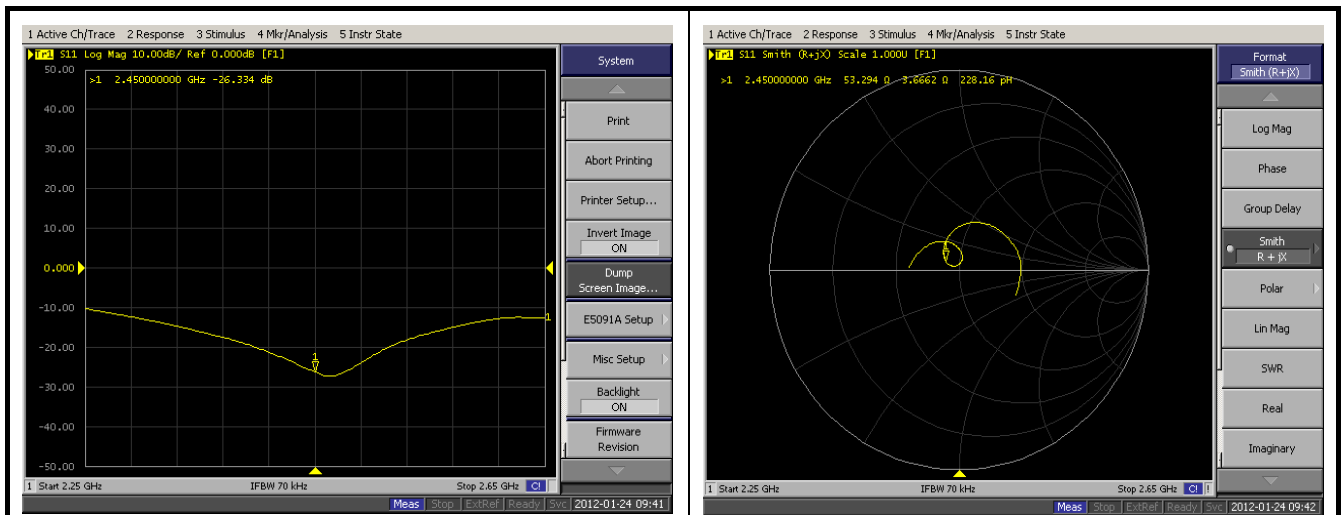 1 Active Ch/Trace 2 Response 3 Stimulus 4 Mkr/Analysis 5 Instr State
Tr1 S11 Log Mag 10.00dB/ Ref 0.000dB [F1]
50.00
>1 2.450000000 GHz -26.334 dB
40.00
30.00
20.00
10.00
0.000
-10.00
-20.00
-30.00
-40.00
-50.00
1
1
System
Print
Abort Printing
Printer Setup...
Invert Image
ON
Dump
Screen Image...
E5091A Setup
Misc Setup
Backlight
ON
Firmware
Revision
1 Start 2.25 GHz IFBW 70 kHz Stop 2.65 GHz C!
Meas Stop ExtRef Ready Svc 2012-01-24 09:41
1 Active Ch/Trace 2 Response 3 Stimulus 4 Mkr/Analysis 5 Instr State
Tr1 S11 Smith (R+jX) Scale 1.000U [F1]
>1 2.450000000 GHz 53.294 Ω 3.6662 Ω 228.16 pH
Format
Smith (R+jX)
Log Mag
Phase
Group Delay
Smith
R + jX
Polar
Lin Mag
SWR
Real
Imaginary
1 Start 2.25 GHz IFBW 70 kHz Stop 2.65 GHz C! !
Meas Stop ExtRef Ready Svc 2012-01-24 09:42